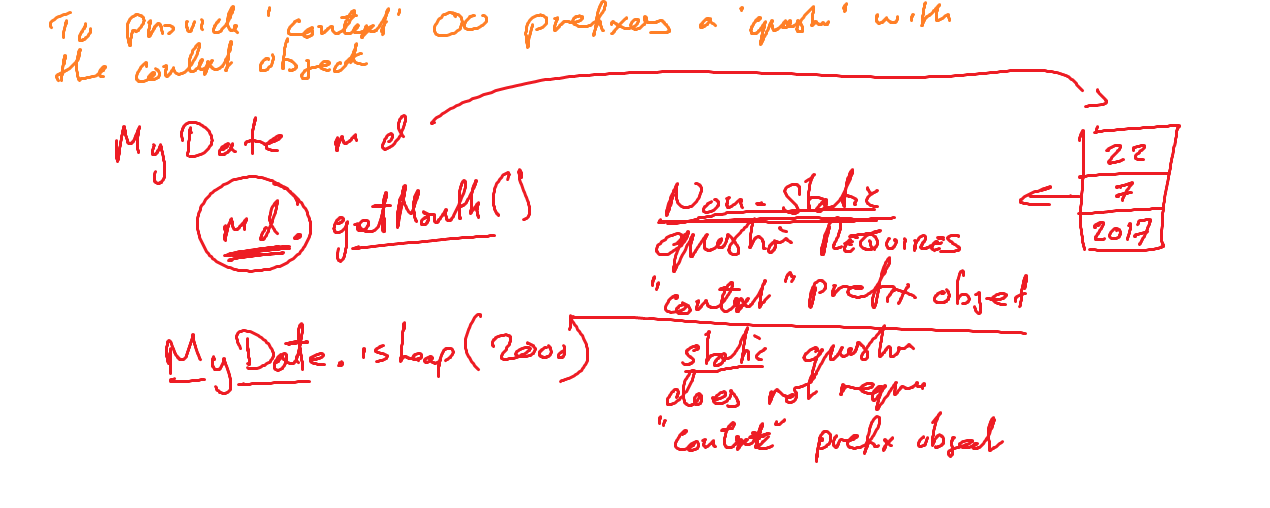 To provide 'context' OO prefixes a 'question' with
the context object
MyDate md
22
7
2017
md. getMonth()
Non-Static
question REQUIRES
"context" prefix object
MyDate. isLeap(2000)
static question
does not require
"context" prefix object